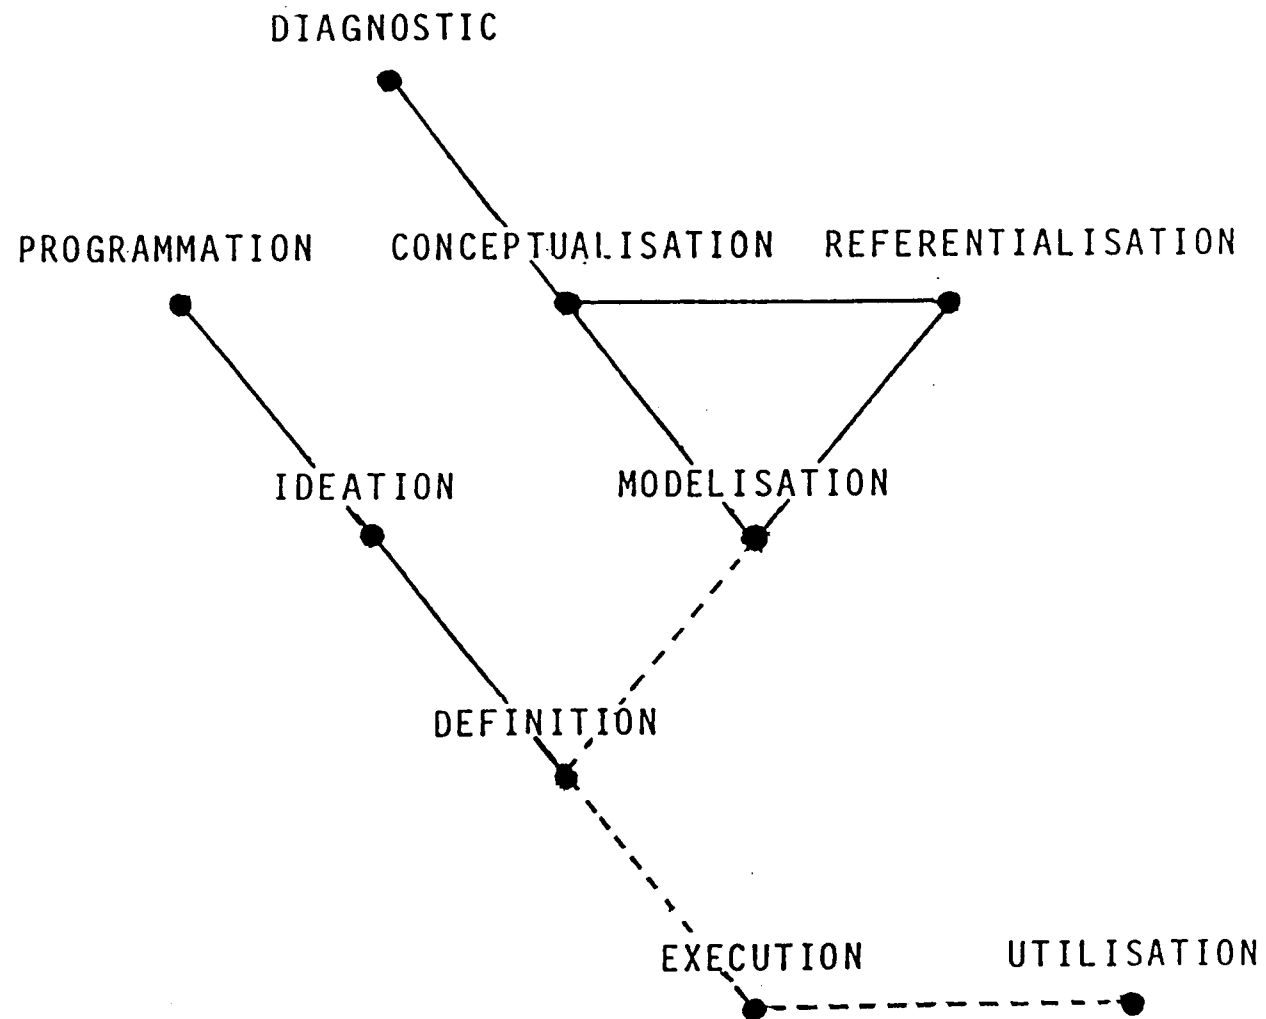 DIAGNOSTIC
PROGRAMMATION CONCEPTUALISATION REFERENTIALISATION
IDEATION MODELISATION
DEFINITION
EXECUTION UTILISATION